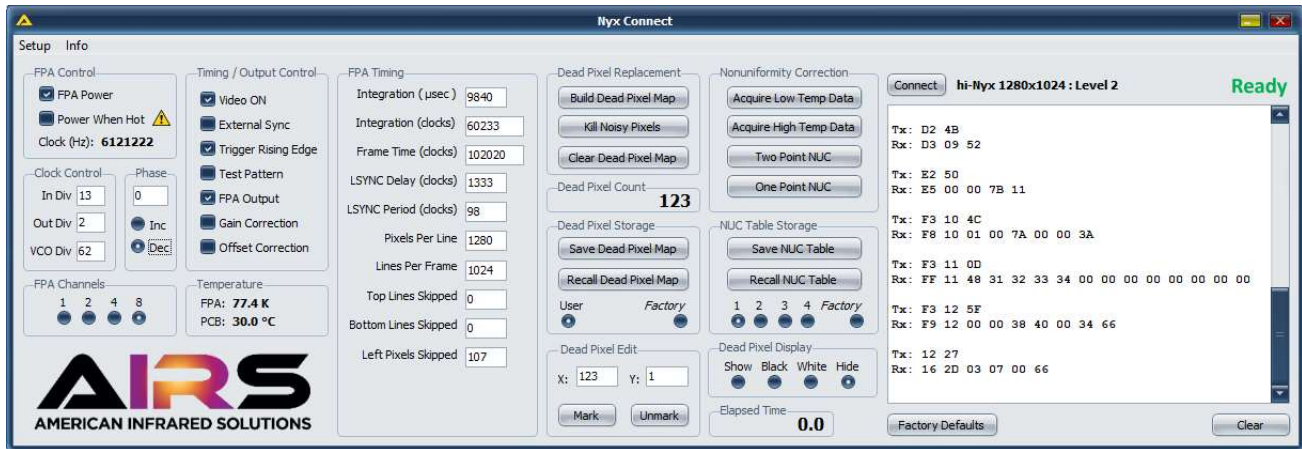 Nyx Connect
Setup Info
FPA Control
FPA Power
Power When Hot
Clock (Hz): 6121222
Clock Control
In Div 13
Out Div 2
VCO Div 62
Phase
0
Inc
Dec
FPA Channels
1 2 4 8
AIRS
AMERICAN INFRARED SOLUTIONS
Timing / Output Control
Video ON
External Sync
Trigger Rising Edge
Test Pattern
FPA Output
Gain Correction
Offset Correction
Temperature
FPA: 77.4 K
PCB: 30.0 °C
FPA Timing
Integration ( µsec ) 9840
Integration (clocks) 60233
Frame Time (clocks) 102020
LSYNC Delay (clocks) 1333
LSYNC Period (clocks) 98
Pixels Per Line 1280
Lines Per Frame 1024
Top Lines Skipped 0
Bottom Lines Skipped 0
Left Pixels Skipped 107
Dead Pixel Replacement
Build Dead Pixel Map
Kill Noisy Pixels
Clear Dead Pixel Map
Dead Pixel Count
123
Dead Pixel Storage
Save Dead Pixel Map
Recall Dead Pixel Map
User Factory
Dead Pixel Edit
X: 123 Y: 1
Mark Unmark
Nonuniformity Correction
Acquire Low Temp Data
Acquire High Temp Data
Two Point NUC
One Point NUC
NUC Table Storage
Save NUC Table
Recall NUC Table
1 2 3 4 Factory
Dead Pixel Display
Show Black White Hide
Elapsed Time
0.0
Connect hi-Nyx 1280x1024 : Level 2 Ready
Tx: D2 4B
Rx: D3 09 52
Tx: E2 50
Rx: E5 00 00 7B 11
Tx: F3 10 4C
Rx: F8 10 01 00 7A 00 00 3A
Tx: F3 11 0D
Rx: FF 11 48 31 32 33 34 00 00 00 00 00 00 00 00 00
Tx: F3 12 5F
Rx: F9 12 00 00 38 40 00 34 66
Tx: 12 27
Rx: 16 2D 03 07 00 66
Factory Defaults Clear